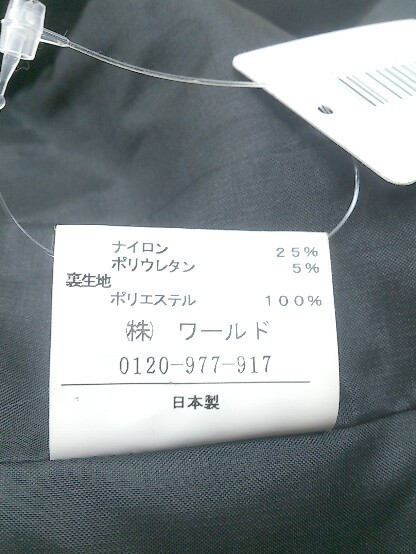 ナイロン 25%
ポリウレタン 5%
裏生地
ポリエステル 100%
㈱ ワールド
0120-977-917
日本製